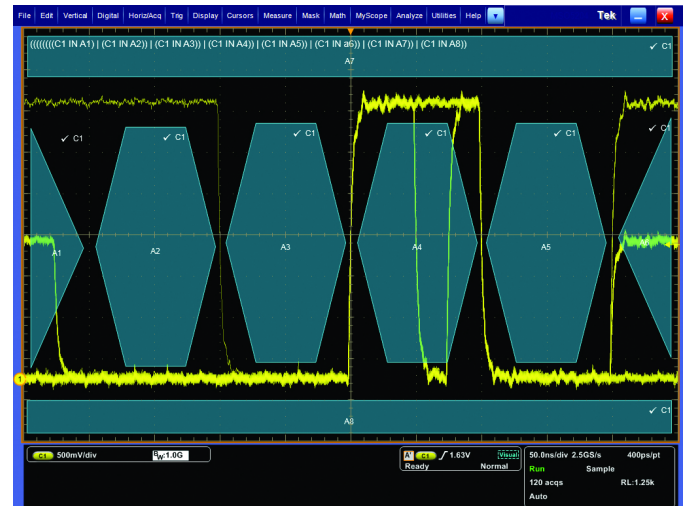 File Edit Vertical Digital Horiz/Acq Trig Display Cursors Measure Mask Math MyScope Analyze Utilities Help Tek X
((((((((C1 IN A1) | (C1 IN A2)) | (C1 IN A3)) | (C1 IN A4)) | (C1 IN A5)) | (C1 IN a6)) | (C1 IN A7)) | (C1 IN A8))
✓ C1
A7
✓ C1
✓ C1
✓ C1
✓ C1
✓ C1
✓ C1
A1
A2
A3
A4
A5
1
✓ C1
A8
C1 500mV/div BW:1.0G
A' C1 1.63V Visual
Ready Normal
50.0ns/div 2.5GS/s 400ps/pt
Run Sample
120 acqs RL:1.25k
Auto